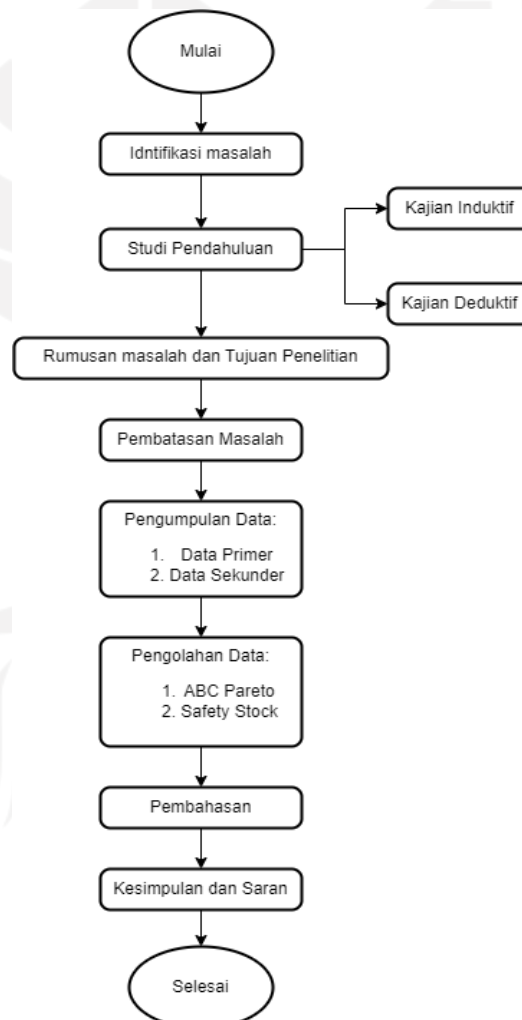 Mulai
Idntifikasi masalah
Studi Pendahuluan
Kajian Induktif
Kajian Deduktif
Rumusan masalah dan Tujuan Penelitian
Pembatasan Masalah
Pengumpulan Data:
1. Data Primer
2. Data Sekunder
Pengolahan Data:
1. ABC Pareto
2. Safety Stock
Pembahasan
Kesimpulan dan Saran
Selesai